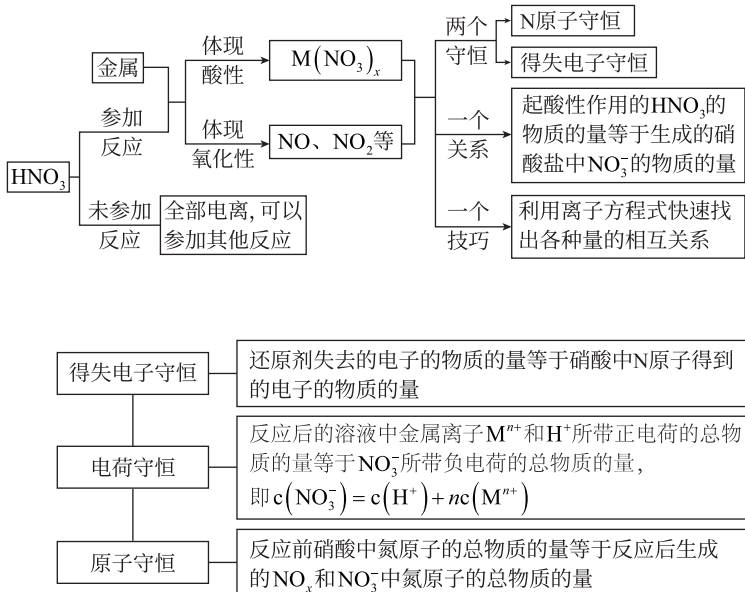 两个
守恒
N原子守恒
得失电子守恒
金属
体现
酸性
M(NO₃)ₓ
参加
反应
体现
氧化性
NO、NO₂等
一个
关系
起酸性作用的HNO₃的
物质的量等于生成的硝
酸盐中NO₃⁻的物质的量
HNO₃
未参加
反应
全部电离,可以
参加其他反应
一个
技巧
利用离子方程式快速找
出各种量的相互关系
得失电子守恒
还原剂失去的电子的物质的量等于硝酸中N原子得到
的电子的物质的量
电荷守恒
反应后的溶液中金属离子Mⁿ⁺和H⁺所带正电荷的总物
质的量等于NO₃⁻所带负电荷的总物质的量，
即c(NO₃⁻)=c(H⁺)+nc(Mⁿ⁺)
原子守恒
反应前硝酸中氮原子的总物质的量等于反应后生成
的NOₓ和NO₃⁻中氮原子的总物质的量